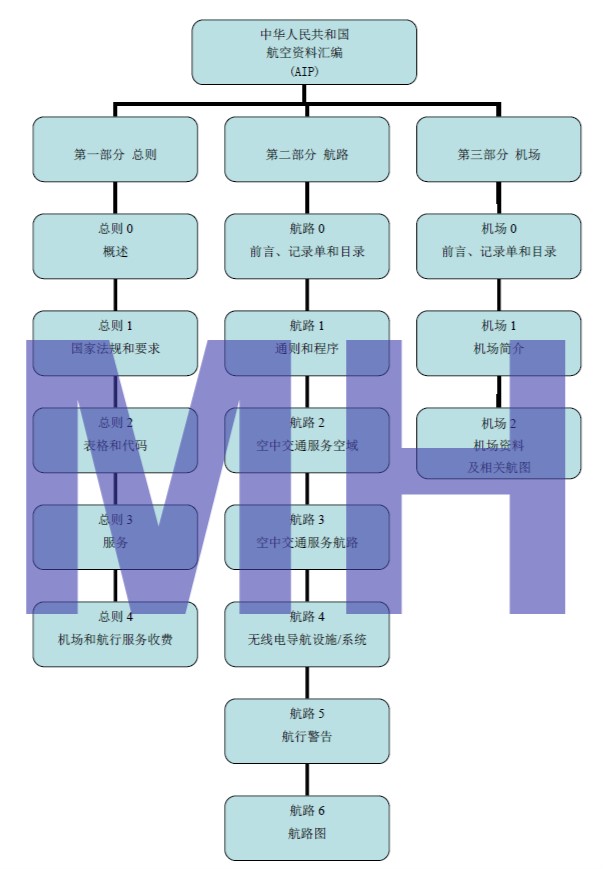 中华人民共和国
航空资料汇编
(AIP)
第一部分 总则
第二部分 航路
第三部分 机场
总则 0
概述
航路 0
前言、记录单和目录
机场 0
前言、记录单和目录
总则 1
国家法规和要求
航路 1
通则和程序
机场 1
机场简介
总则 2
表格和代码
航路 2
空中交通服务空域
机场 2
机场资料
及相关航图
总则 3
服务
航路 3
空中交通服务航路
总则 4
机场和航行服务收费
航路 4
无线电导航设施/系统
航路 5
航行警告
航路 6
航路图
MH